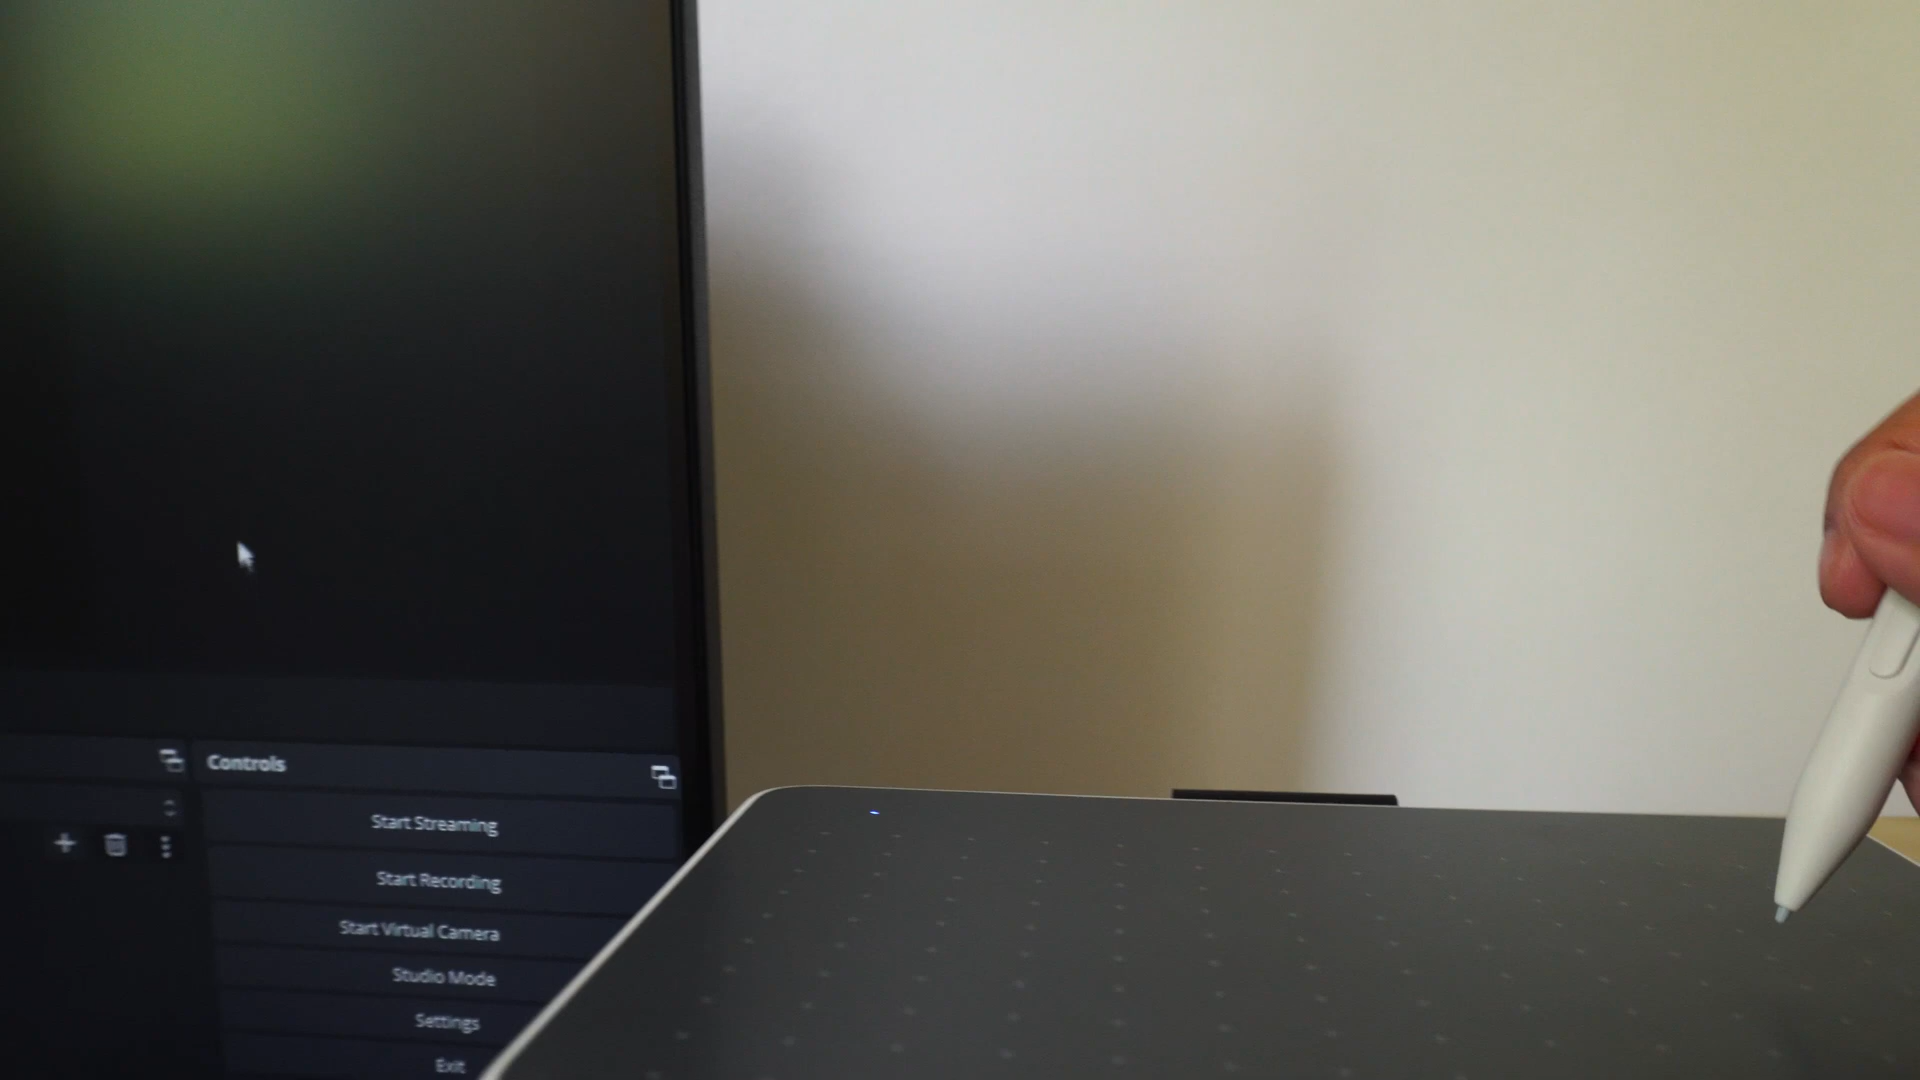 Controls
Start Streaming
Start Recording
Start Virtual Camera
Studio Mode
Settings
Exit